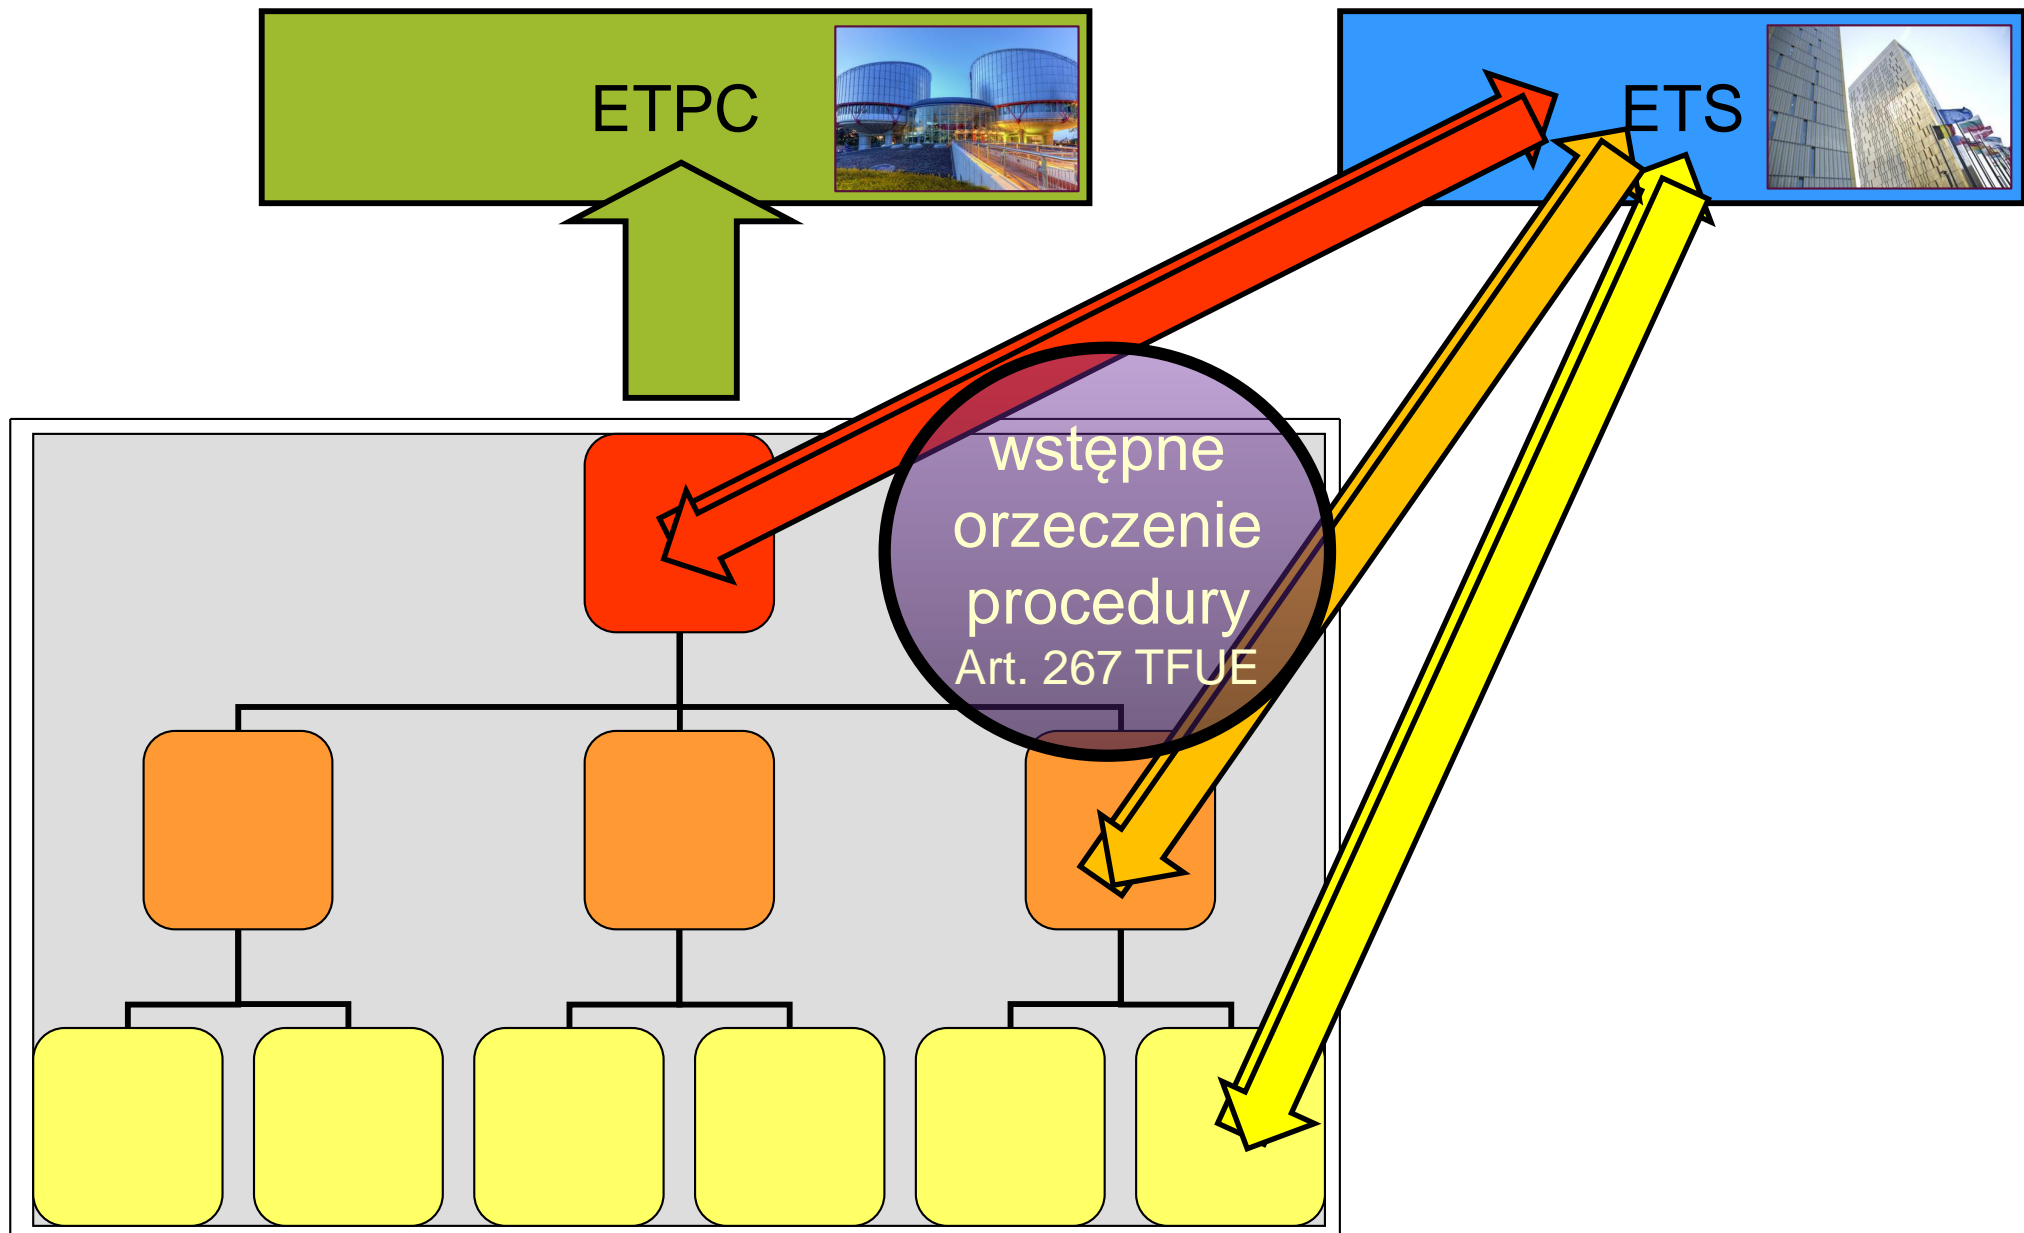 ETPC
ETS
wstępne
orzeczenie
procedury
Art. 267 TFUE